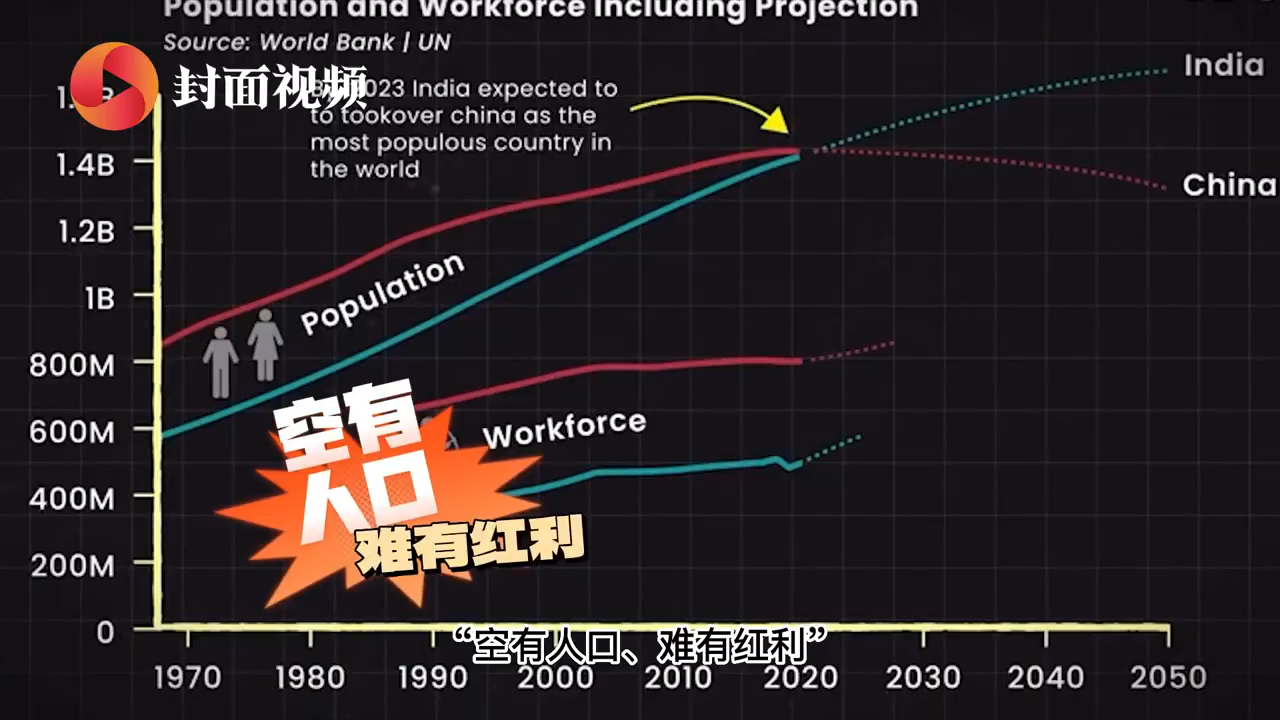 Population and Workforce Including Projection
Source: World Bank | UN
封面视频
2023 India expected to
to tookover china as the
most populous country in
the world
India
China
1.4B
1.2B
1B
800M
600M
400M
200M
0
Population
Workforce
空有
人口
难有红利
“空有人口、难有红利”
1970 1980 1990 2000 2010 2020 2030 2040 2050